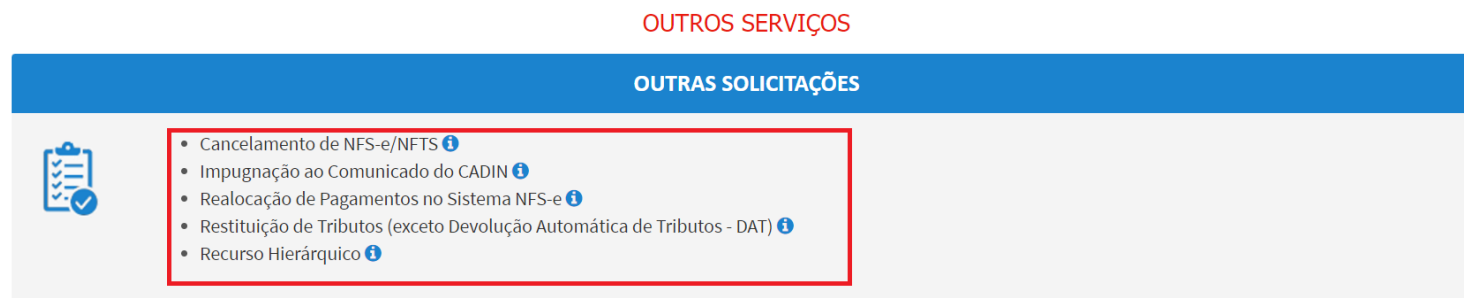 OUTROS SERVIÇOS
OUTRAS SOLICITAÇÕES
Cancelamento de NFS-e/NFTS
Impugnação ao Comunicado do CADIN
Realocação de Pagamentos no Sistema NFS-e
Restituição de Tributos (exceto Devolução Automática de Tributos - DAT)
Recurso Hierárquico